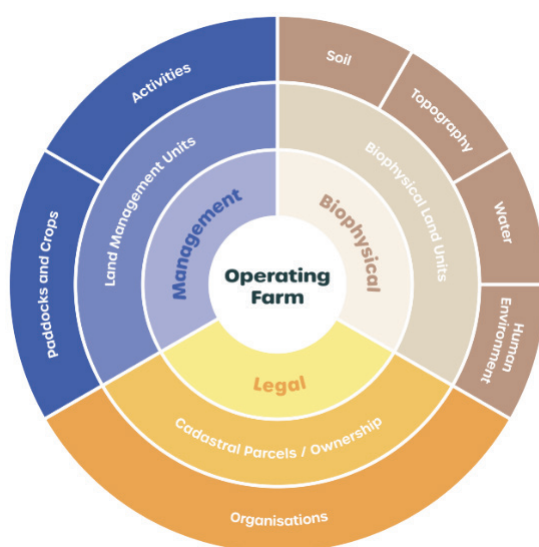 Operating
Farm
Management
Biophysical
Legal
Land Management Units
Biophysical Land Units
Cadastral Parcels / Ownership
Paddocks and Crops
Activities
Soil
Topography
Water
Human
Environment
Organisations